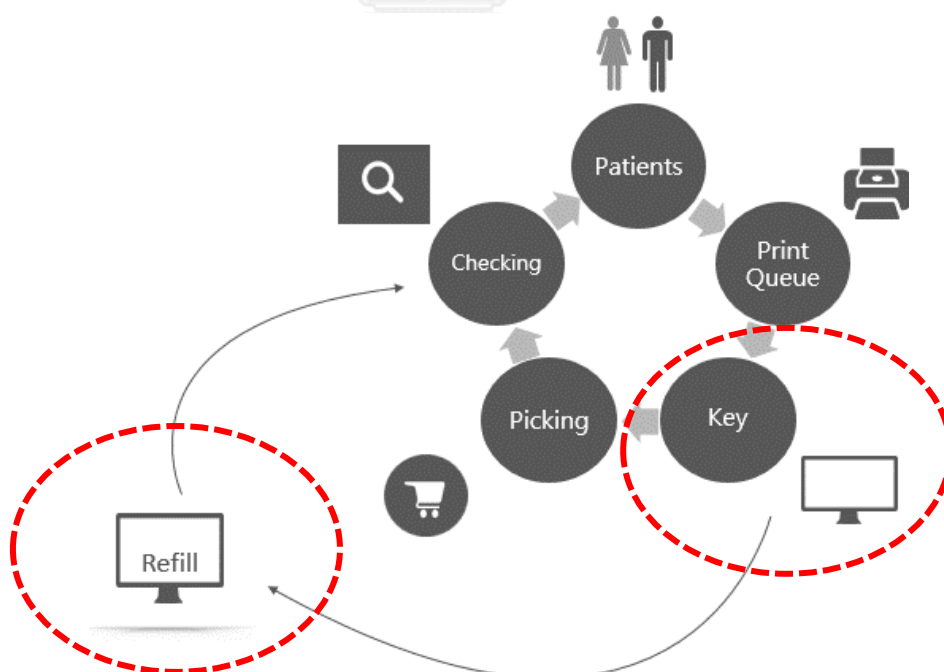 Patients
Print
Queue
Checking
Picking
Key
Refill